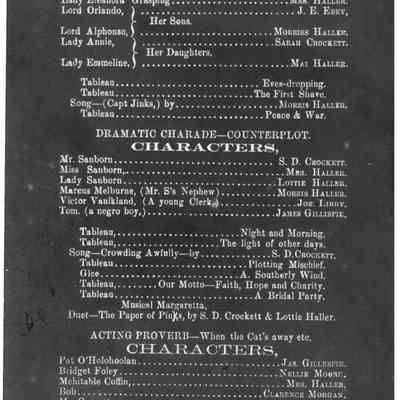 Lady Eleanora Grasping..............Mrs. Haller.
Lord Orlando, ..............J. E. Ebey,
Her Sons.
Lord Alphonso, ..............Morries Haller.
Lady Annie, ..............Sarah Crockett.
Her Daughters.
Lady Emmeline, ..............Mai Haller.
Tableau..............Eves-dropping.
Tableau..............The First Shave.
Song—(Capt Jinks,) by..............Morris Haller.
Tableau..............Peace & War.
DRAMATIC CHARADE—COUNTERPLOT.
CHARACTERS,
Mr. Sanborn..............S. D. Crockett.
Miss Sanborn,..............Mrs. Haller.
Lady Sanborn..............Lottie Haller.
Marcus Melburne, (Mr. S's Nephew)..............Morris Haller.
Victor Vaulkland, (A young Clerk,)..............Joe. Libby,
Tom. (a negro boy,)..............James Gillispie,
Tableau,..............Night and Morning.
Tableau,..............The light of other days.
Song—Crowding Awfully—by..............S. D. Crockett.
Tableau..............Plotting Mischief.
Glee..............A. Southerly Wind.
Tableau,..............Our Motto—Faith, Hope and Charity.
Tableau,..............A Bridal Party.
Musical Margaretta,
Duet—The Paper of Pins, by S. D. Crockett & Lottie Haller.
ACTING PROVERB—When the Cat's away etc.
CHARACTERS,
Pat O'Holohoolan..............Jas. Gillespie.
Bridget Foley..............Nellie Moore.
Mehitable Coffin,..............Mrs. Haller,
Bob..............Clarence Morgan,